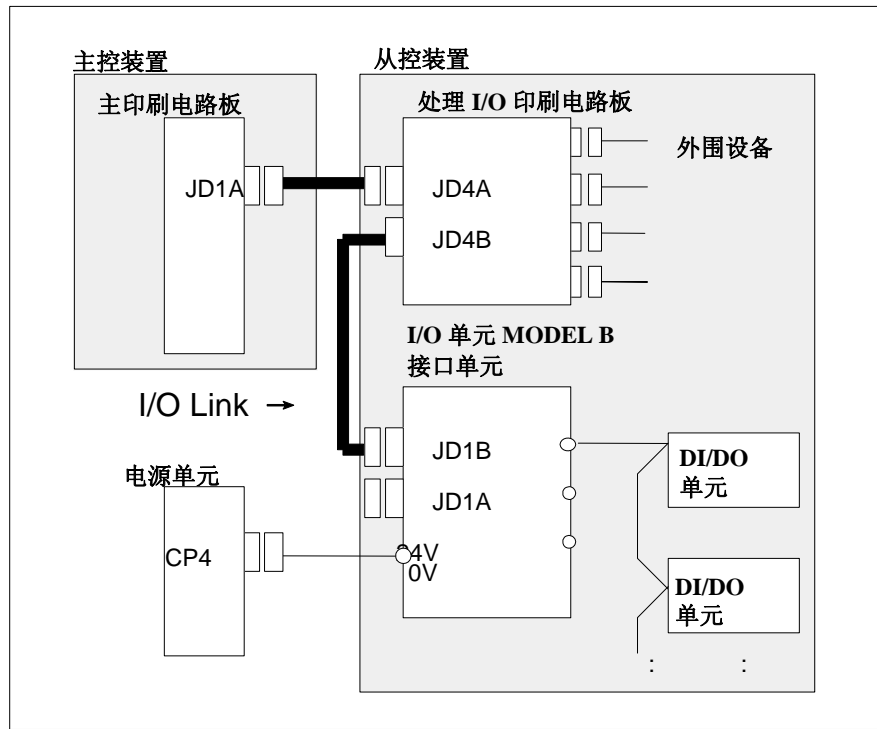 主控装置
从控装置
主印刷电路板
处理 I/O 印刷电路板
外围设备
JD1A
JD4A
JD4B
I/O 单元 MODEL B
接口单元
I/O Link →
JD1B
JD1A
DI/DO
单元
电源单元
CP4
4V
0V
DI/DO
单元
: :